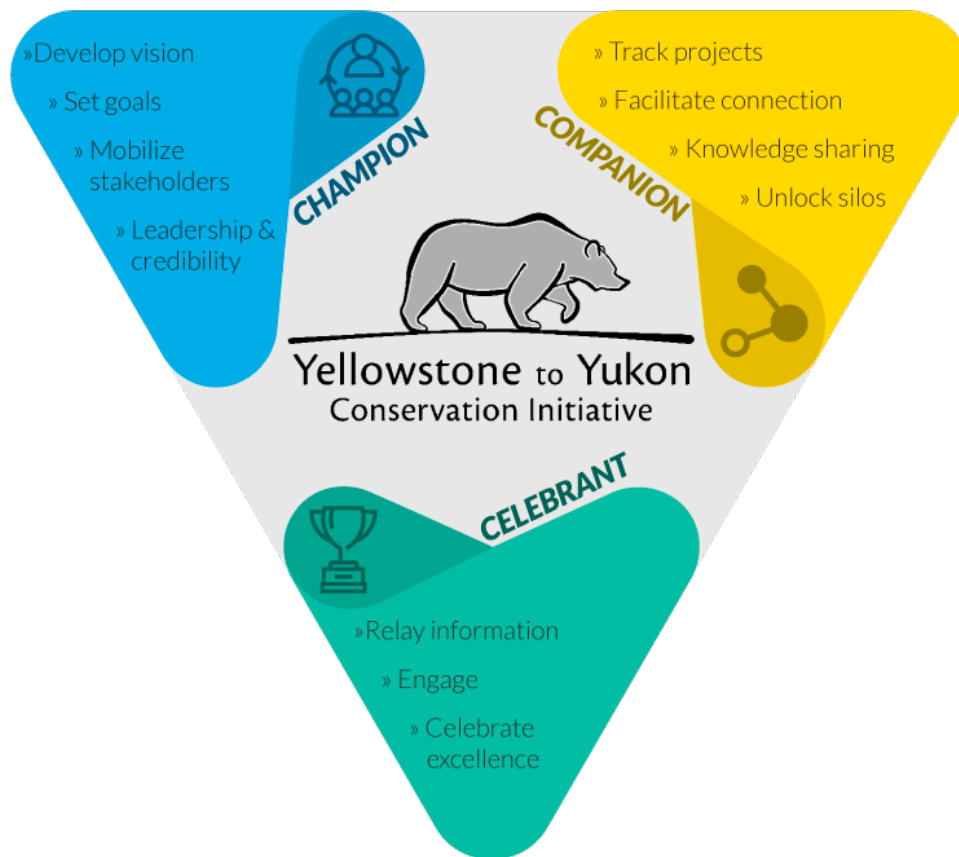 »Develop vision
» Set goals
» Mobilize
stakeholders
» Leadership &
credibility
CHAMPION
» Track projects
» Facilitate connection
» Knowledge sharing
» Unlock silos
COMPANION
Yellowstone to Yukon
Conservation Initiative
CELEBRANT
»Relay information
» Engage
» Celebrate
excellence